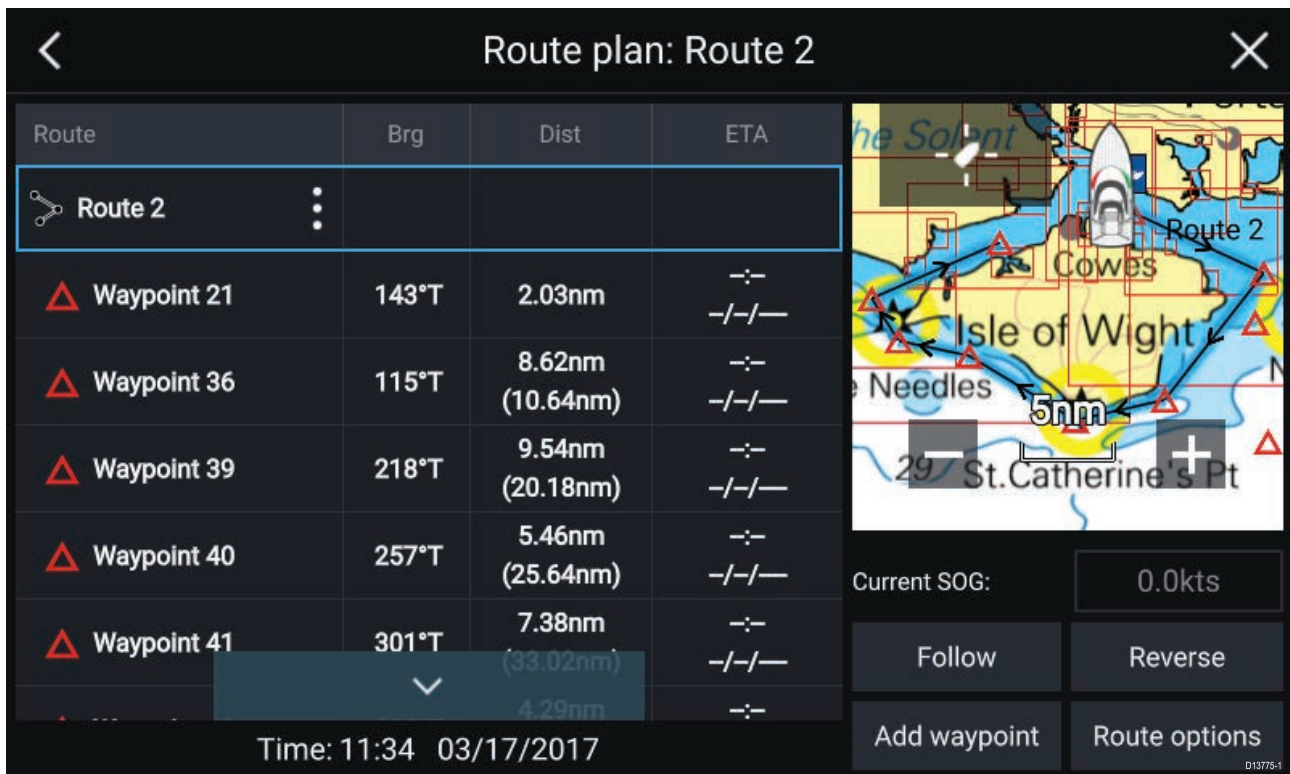 Route plan: Route 2
Route Brg Dist ETA
Route 2
Waypoint 21 143°T 2.03nm --:--
--/--/----
Waypoint 36 115°T 8.62nm --:--
(10.64nm) --/--/----
Waypoint 39 218°T 9.54nm --:--
(20.18nm) --/--/----
Waypoint 40 257°T 5.46nm --:--
(25.64nm) --/--/----
Waypoint 41 301°T 7.38nm --:--
(33.02nm) --/--/----
4.29nm --:--
Time: 11:34 03/17/2017
he Solent
Route 2
Cowes
Isle of Wight
Needles
5nm
29 St.Catherine's Pt
Current SOG: 0.0kts
Follow Reverse
Add waypoint Route options
D13775-1